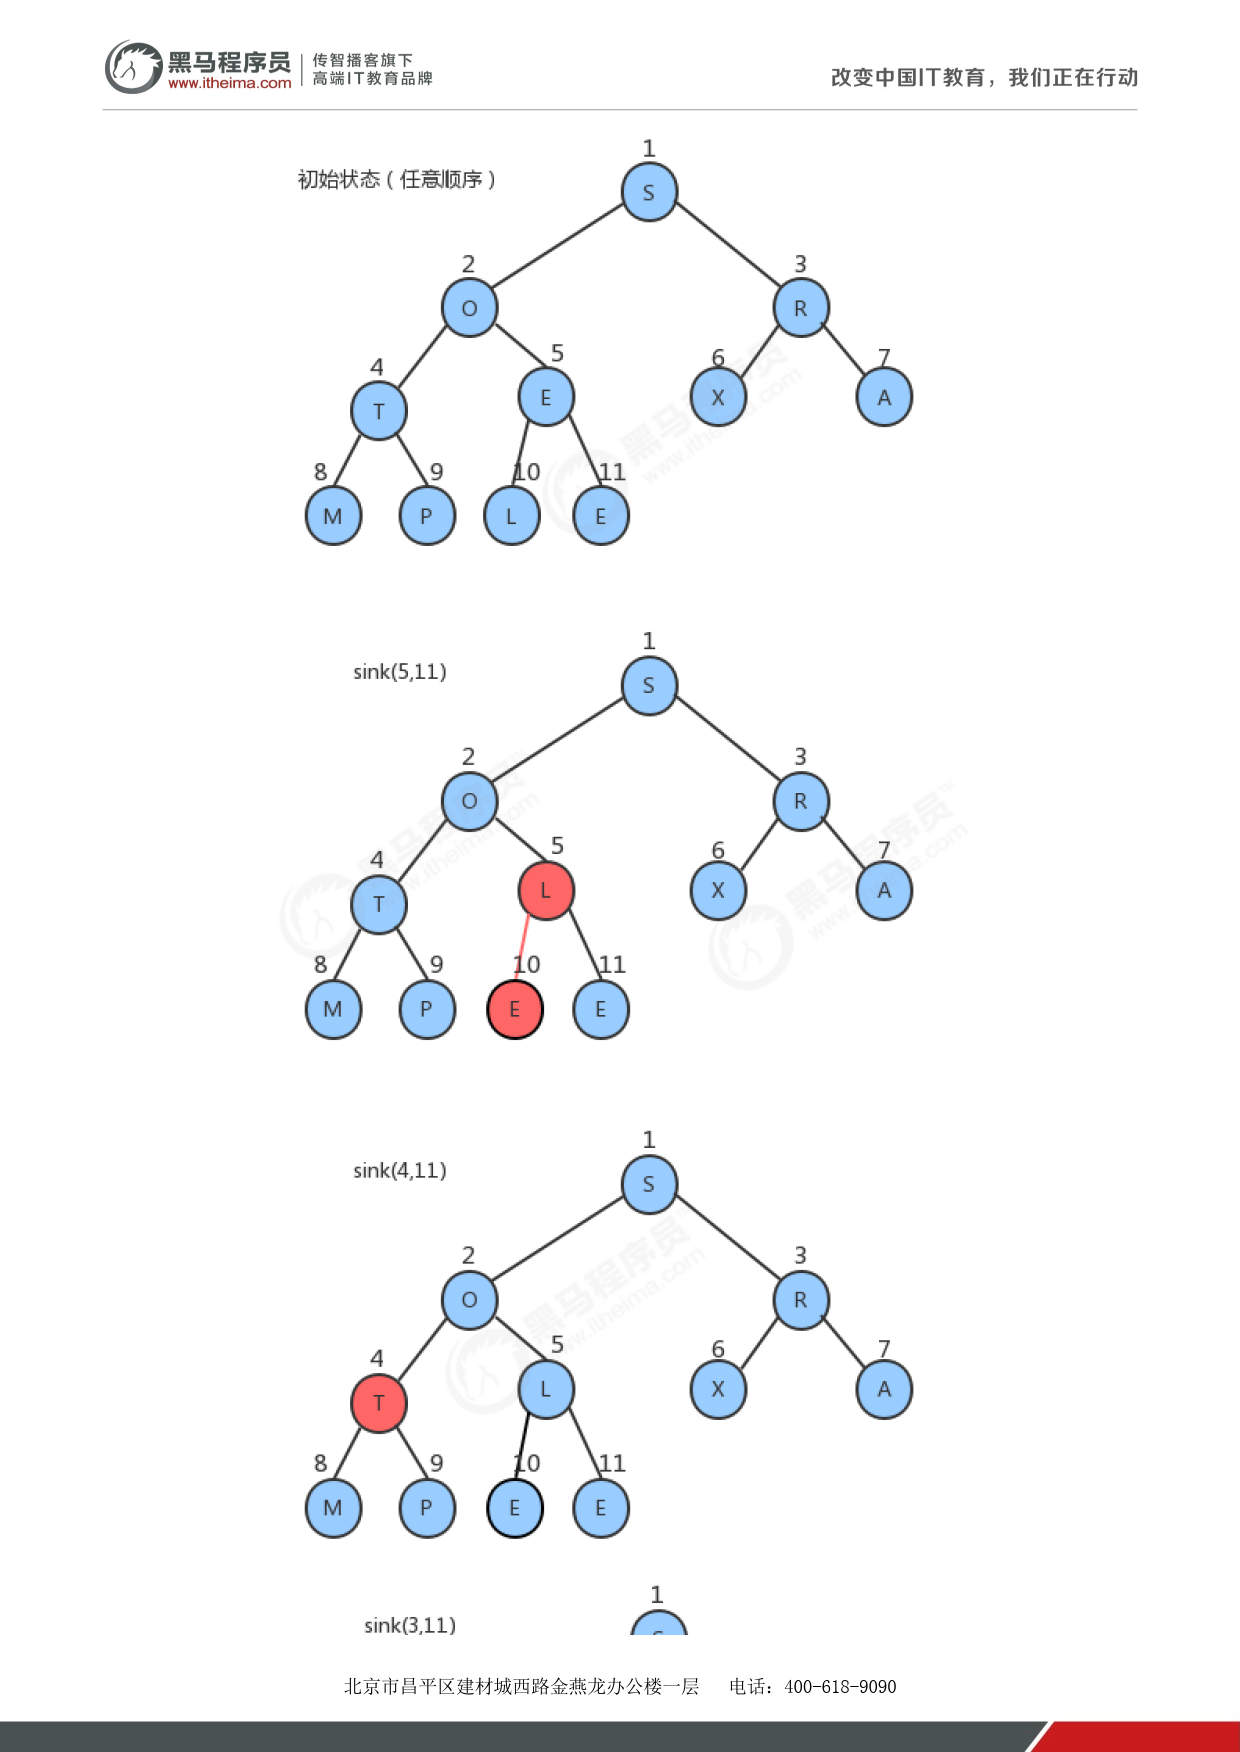 黑马程序员
www.itheima.com
传智播客旗下
高端IT教育品牌
改变中国IT教育，我们正在行动
初始状态（任意顺序）
1
S
2
3
O
R
4
5
6
7
T
E
X
A
8
9
10
11
M
P
L
E
sink(5,11)
1
S
2
3
O
R
4
5
6
7
T
L
X
A
8
9
10
11
M
P
E
E
sink(4,11)
1
S
2
3
O
R
4
5
6
7
T
L
X
A
8
9
10
11
M
P
E
E
sink(3,11)
1
北京市昌平区建材城西路金燕龙办公楼一层 电话：400-618-9090